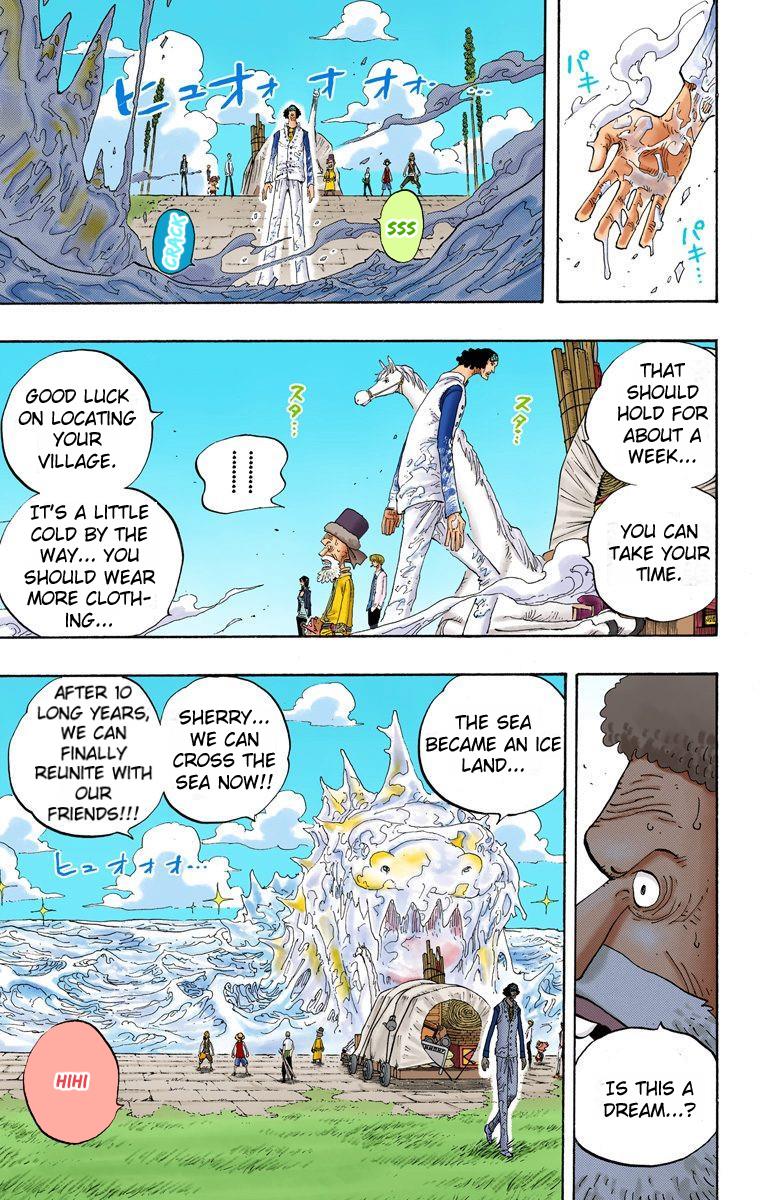 パキ
パキ…
ヒュオォォオオオ……
SSS
CRACK
THAT
SHOULD
HOLD FOR
ABOUT A
WEEK...
YOU CAN
TAKE YOUR
TIME.
スタ…
スタ…
GOOD LUCK
ON LOCATING
YOUR
VILLAGE.
IT'S A LITTLE
COLD BY THE
WAY... YOU
SHOULD WEAR
MORE CLOTH-
ING...
IS THIS A
DREAM...?
THE SEA
BECAME AN ICE
LAND...
SHERRY...
WE CAN
CROSS THE
SEA NOW!!
AFTER 10
LONG YEARS,
WE CAN
FINALLY
REUNITE WITH
OUR
FRIENDS!!!
ヒュオオオ…
HIHI